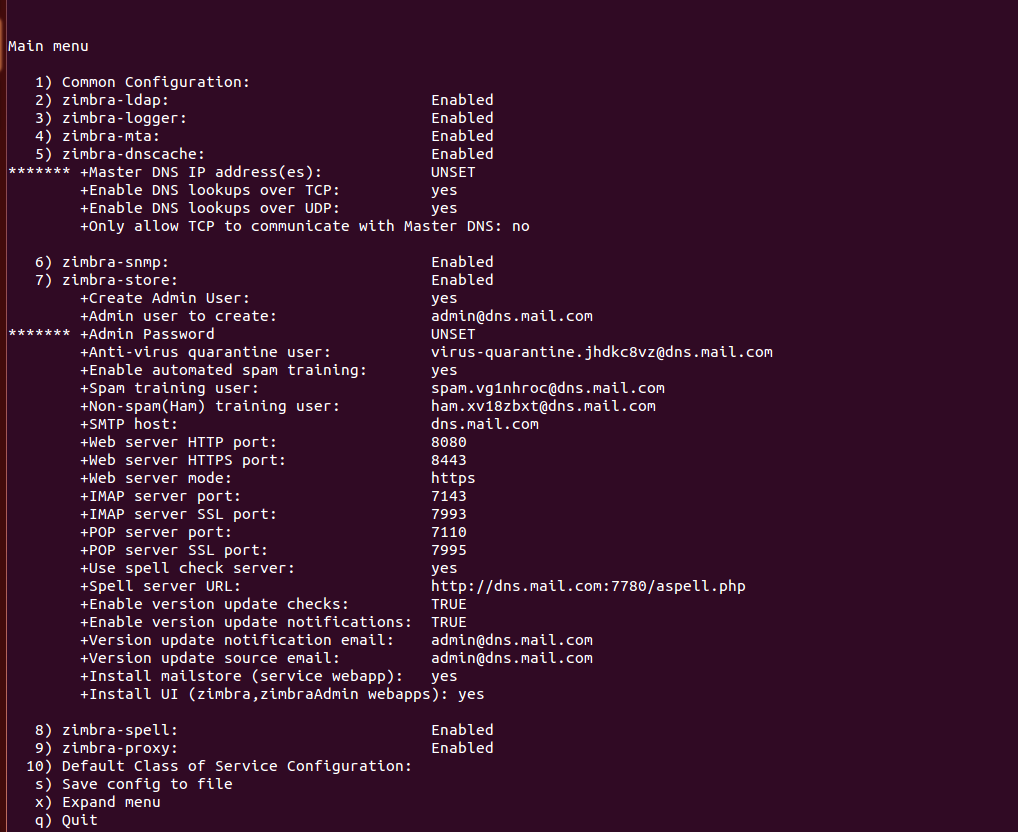 Main menu
1) Common Configuration:
2) zimbra-ldap: Enabled
3) zimbra-logger: Enabled
4) zimbra-mta: Enabled
5) zimbra-dnscache: Enabled
******* +Master DNS IP address(es): UNSET
+Enable DNS lookups over TCP: yes
+Enable DNS lookups over UDP: yes
+Only allow TCP to communicate with Master DNS: no
6) zimbra-snmp: Enabled
7) zimbra-store: Enabled
+Create Admin User: yes
+Admin user to create: admin@dns.mail.com
******* +Admin Password UNSET
+Anti-virus quarantine user: virus-quarantine.jhdkc8vz@dns.mail.com
+Enable automated spam training: yes
+Spam training user: spam.vg1nhroc@dns.mail.com
+Non-spam(Ham) training user: ham.xv18zbxt@dns.mail.com
+SMTP host: dns.mail.com
+Web server HTTP port: 8080
+Web server HTTPS port: 8443
+Web server mode: https
+IMAP server port: 7143
+IMAP server SSL port: 7993
+POP server port: 7110
+POP server SSL port: 7995
+Use spell check server: yes
+Spell server URL: http://dns.mail.com:7780/aspell.php
+Enable version update checks: TRUE
+Enable version update notifications: TRUE
+Version update notification email: admin@dns.mail.com
+Version update source email: admin@dns.mail.com
+Install mailstore (service webapp): yes
+Install UI (zimbra,zimbraAdmin webapps): yes
8) zimbra-spell: Enabled
9) zimbra-proxy: Enabled
10) Default Class of Service Configuration:
s) Save config to file
x) Expand menu
q) Quit